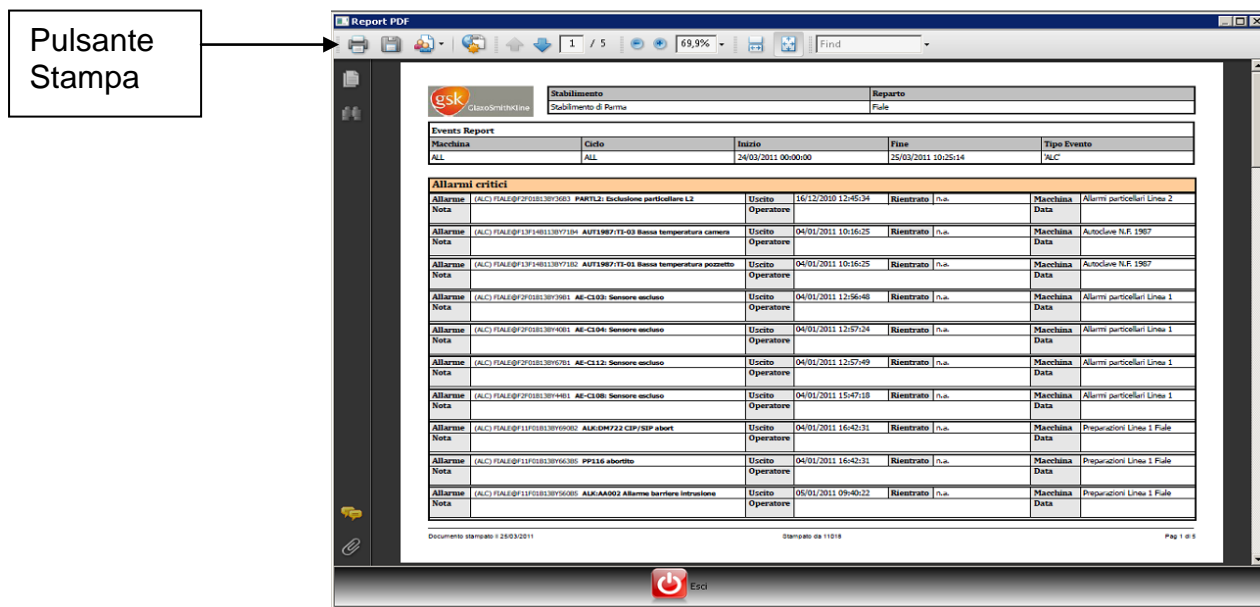 Pulsante
Stampa
Report PDF
1 / 5 69,9% Find
gsk GlaxoSmithKline
Stabilimento Reparto
Stabilimento di Parma Fiale
Events Report
Macchina Ciclo Inizio Fine Tipo Evento
ALL ALL 24/03/2011 00:00:00 25/03/2011 10:25:14 'ALC'
Allarmi critici
Allarme (ALC) PARTL2: Esclusione particellare L2 Uscito 16/12/2010 12:45:34 Rientrato n.a. Macchina Allarmi particellari Linea 2
Nota Operatore Data
Allarme (ALC) AUT1987:TI-03 Bassa temperatura camera Uscito 04/01/2011 10:16:25 Rientrato n.a. Macchina Autoclave N.F. 1987
Nota Operatore Data
Allarme (ALC) AUT1987:TI-01 Bassa temperatura pozzetto Uscito 04/01/2011 10:16:25 Rientrato n.a. Macchina Autoclave N.F. 1987
Nota Operatore Data
Allarme (ALC) AE-C103: Sensore escluso Uscito 04/01/2011 12:56:48 Rientrato n.a. Macchina Allarmi particellari Linea 1
Nota Operatore Data
Allarme (ALC) AE-C104: Sensore escluso Uscito 04/01/2011 12:57:24 Rientrato n.a. Macchina Allarmi particellari Linea 1
Nota Operatore Data
Allarme (ALC) AE-C112: Sensore escluso Uscito 04/01/2011 12:57:49 Rientrato n.a. Macchina Allarmi particellari Linea 1
Nota Operatore Data
Allarme (ALC) AE-C108: Sensore escluso Uscito 04/01/2011 15:47:18 Rientrato n.a. Macchina Allarmi particellari Linea 1
Nota Operatore Data
Allarme (ALC) ALK:DM722 CIP/SIP abort Uscito 04/01/2011 16:42:31 Rientrato n.a. Macchina Preparazioni Linea 1 Fiale
Nota Operatore Data
Allarme (ALC) PP116 abortito Uscito 04/01/2011 16:42:31 Rientrato n.a. Macchina Preparazioni Linea 1 Fiale
Nota Operatore Data
Allarme (ALC) ALK:AA002 Allarme barriere intrusione Uscito 05/01/2011 09:40:22 Rientrato n.a. Macchina Preparazioni Linea 1 Fiale
Nota Operatore Data
Documento stampato il 25/03/2011 Stampato da 11018 Pag 1 di 5
Esci